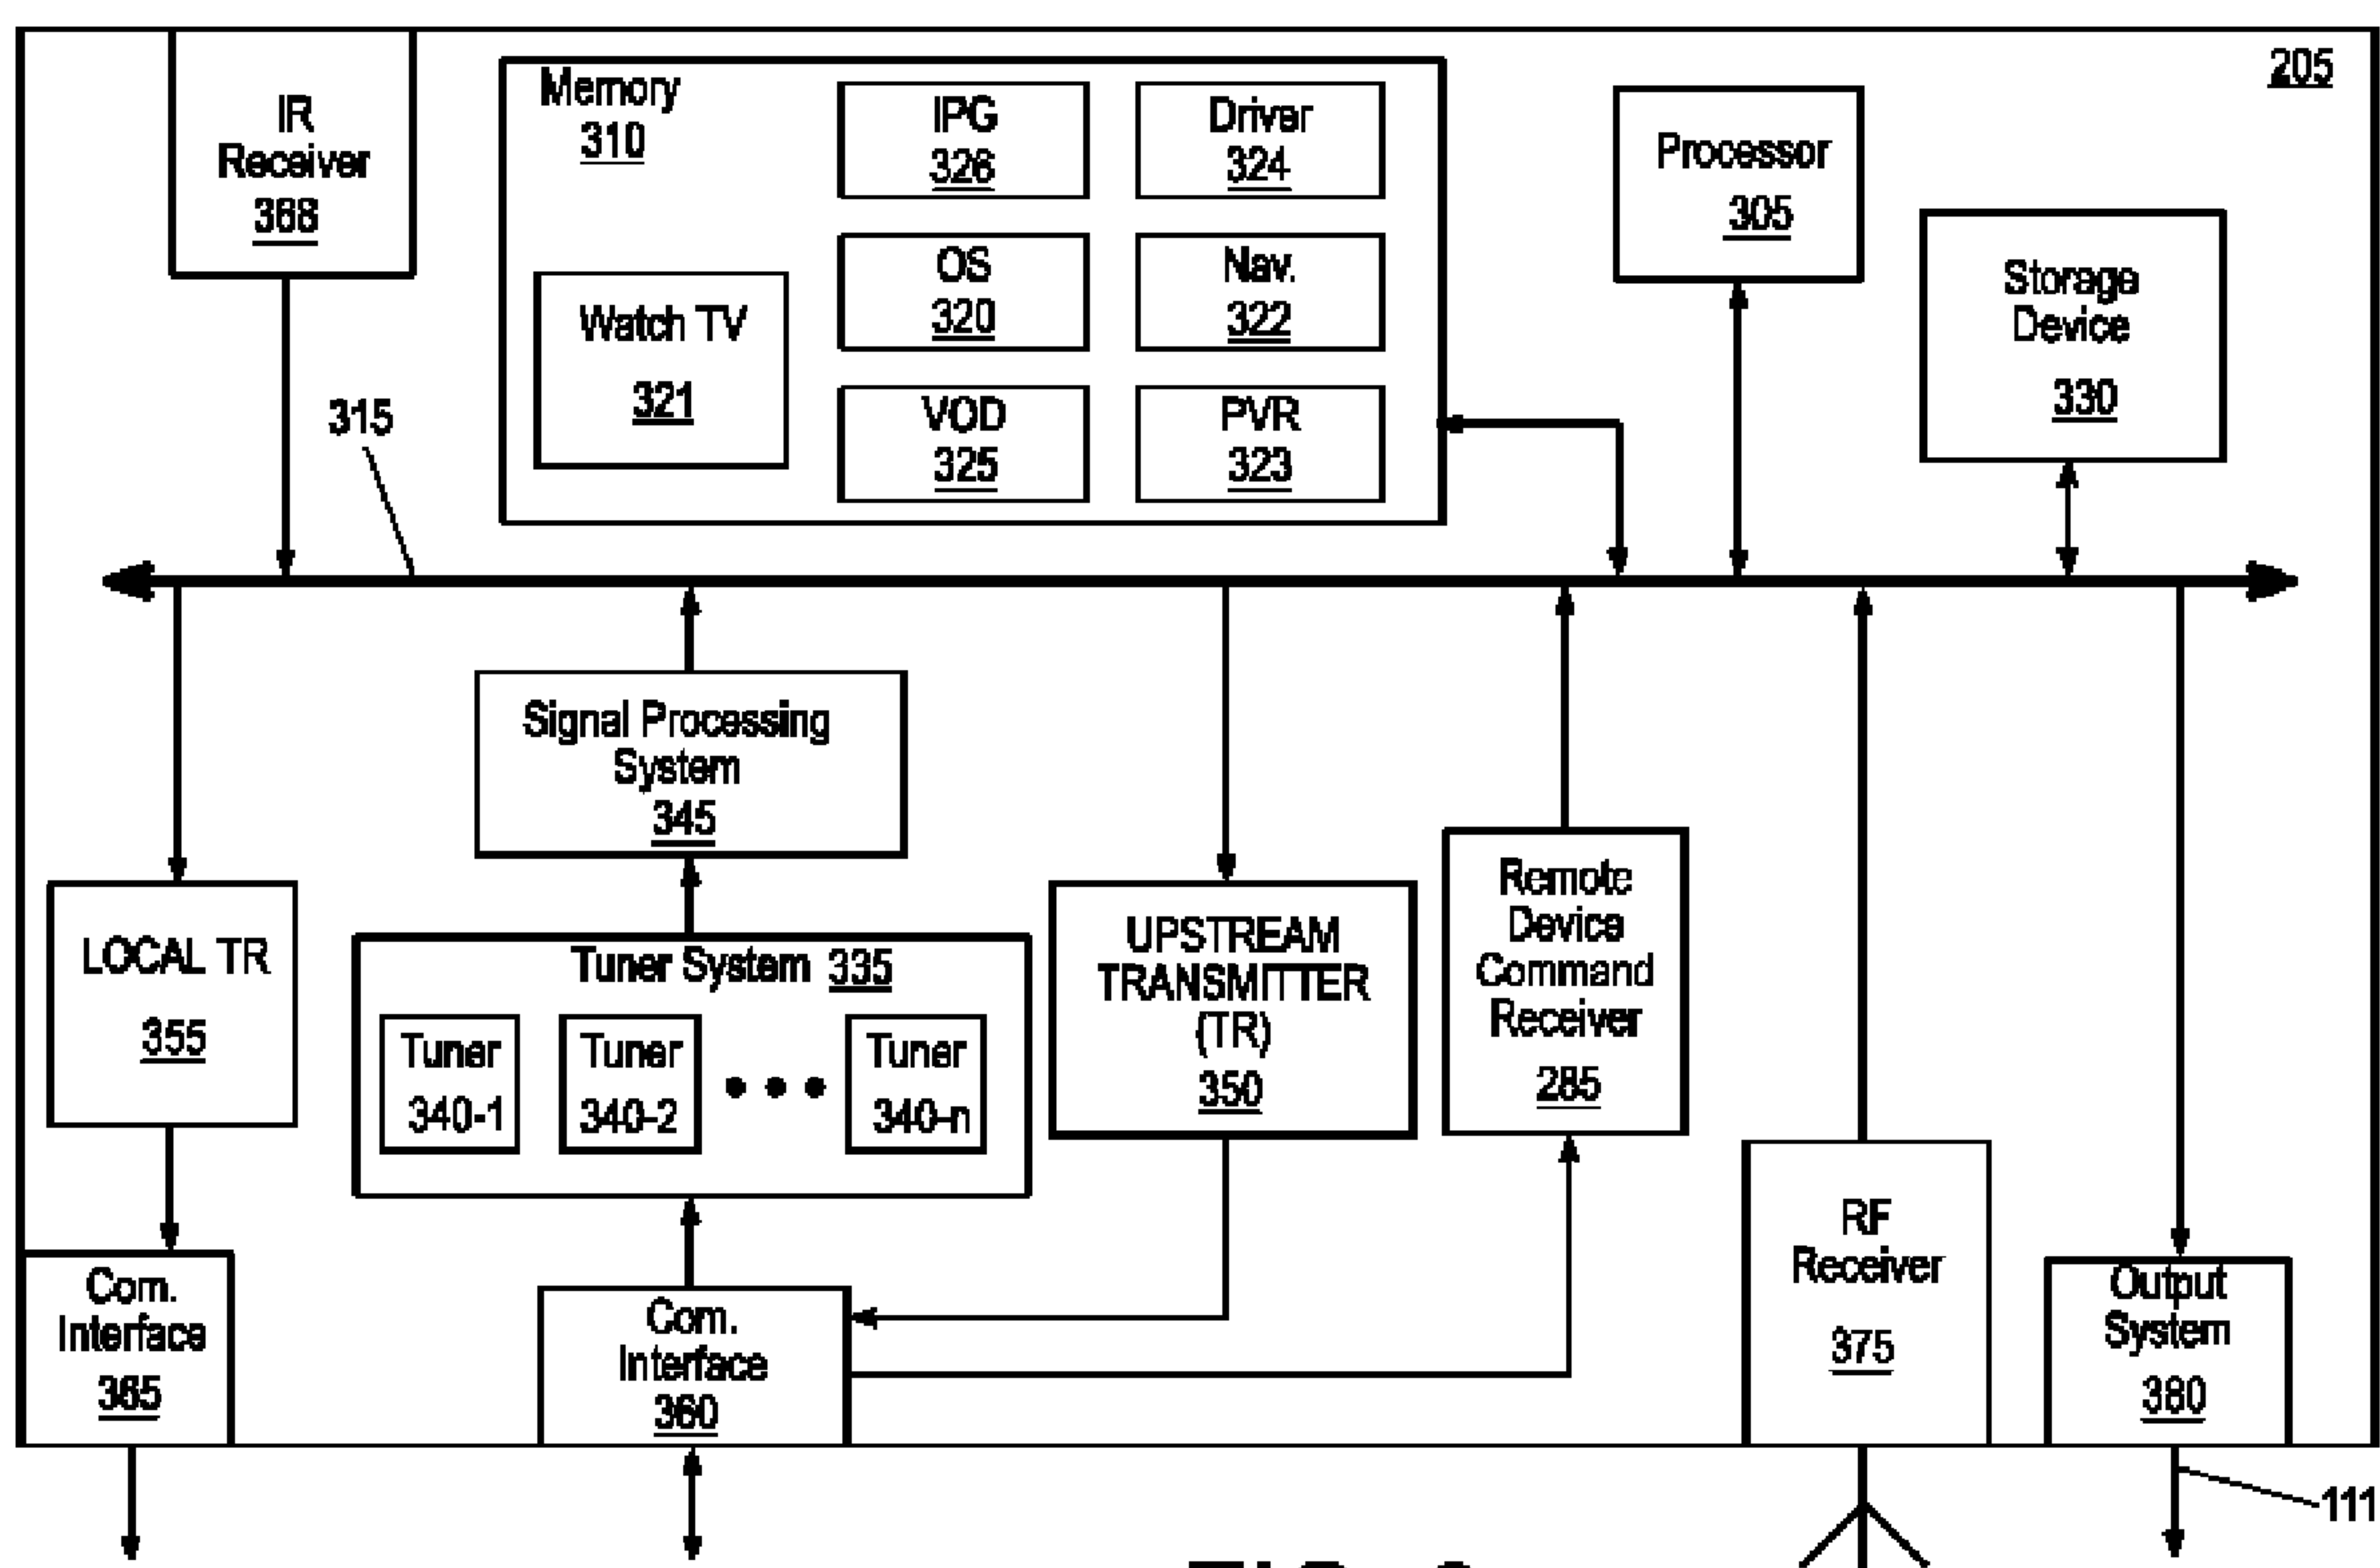 205
IR
Receiver
368
Memory
310
IPG
326
Driver
324
Watch TV
321
OS
320
Nav.
322
VOD
325
PVR
323
Processor
305
Storage
Device
330
315
Signal Processing
System
345
LOCAL TR
355
Tuner System 335
Tuner
340-1
Tuner
340-2
Tuner
340-n
UPSTREAM
TRANSMITTER
(TR)
350
Remote
Device
Command
Receiver
285
RF
Receiver
375
Output
System
380
Com.
Interface
365
Com.
Interface
360
111